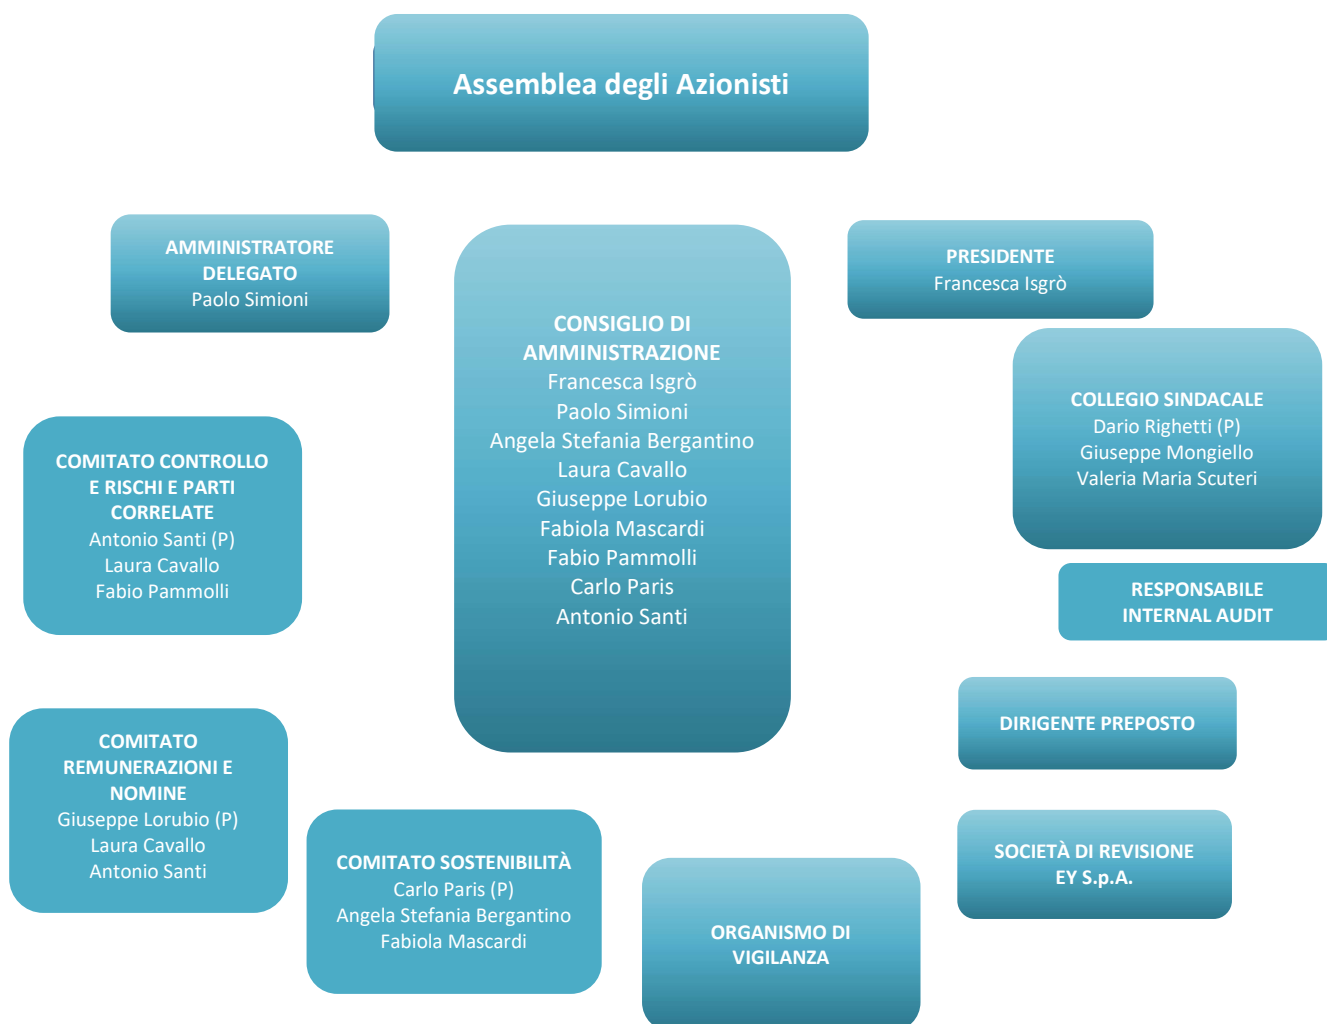 Assemblea degli Azionisti
AMMINISTRATORE
DELEGATO
Paolo Simioni
CONSIGLIO DI
AMMINISTRAZIONE
Francesca Isgrò
Paolo Simioni
Angela Stefania Bergantino
Laura Cavallo
Giuseppe Lorubio
Fabiola Mascardi
Fabio Pammolli
Carlo Paris
Antonio Santi
PRESIDENTE
Francesca Isgrò
COLLEGIO SINDACALE
Dario Righetti (P)
Giuseppe Mongiello
Valeria Maria Scuteri
COMITATO CONTROLLO
E RISCHI E PARTI
CORRELATE
Antonio Santi (P)
Laura Cavallo
Fabio Pammolli
RESPONSABILE
INTERNAL AUDIT
DIRIGENTE PREPOSTO
COMITATO
REMUNERAZIONI E
NOMINE
Giuseppe Lorubio (P)
Laura Cavallo
Antonio Santi
COMITATO SOSTENIBILITÀ
Carlo Paris (P)
Angela Stefania Bergantino
Fabiola Mascardi
SOCIETÀ DI REVISIONE
EY S.p.A.
ORGANISMO DI
VIGILANZA